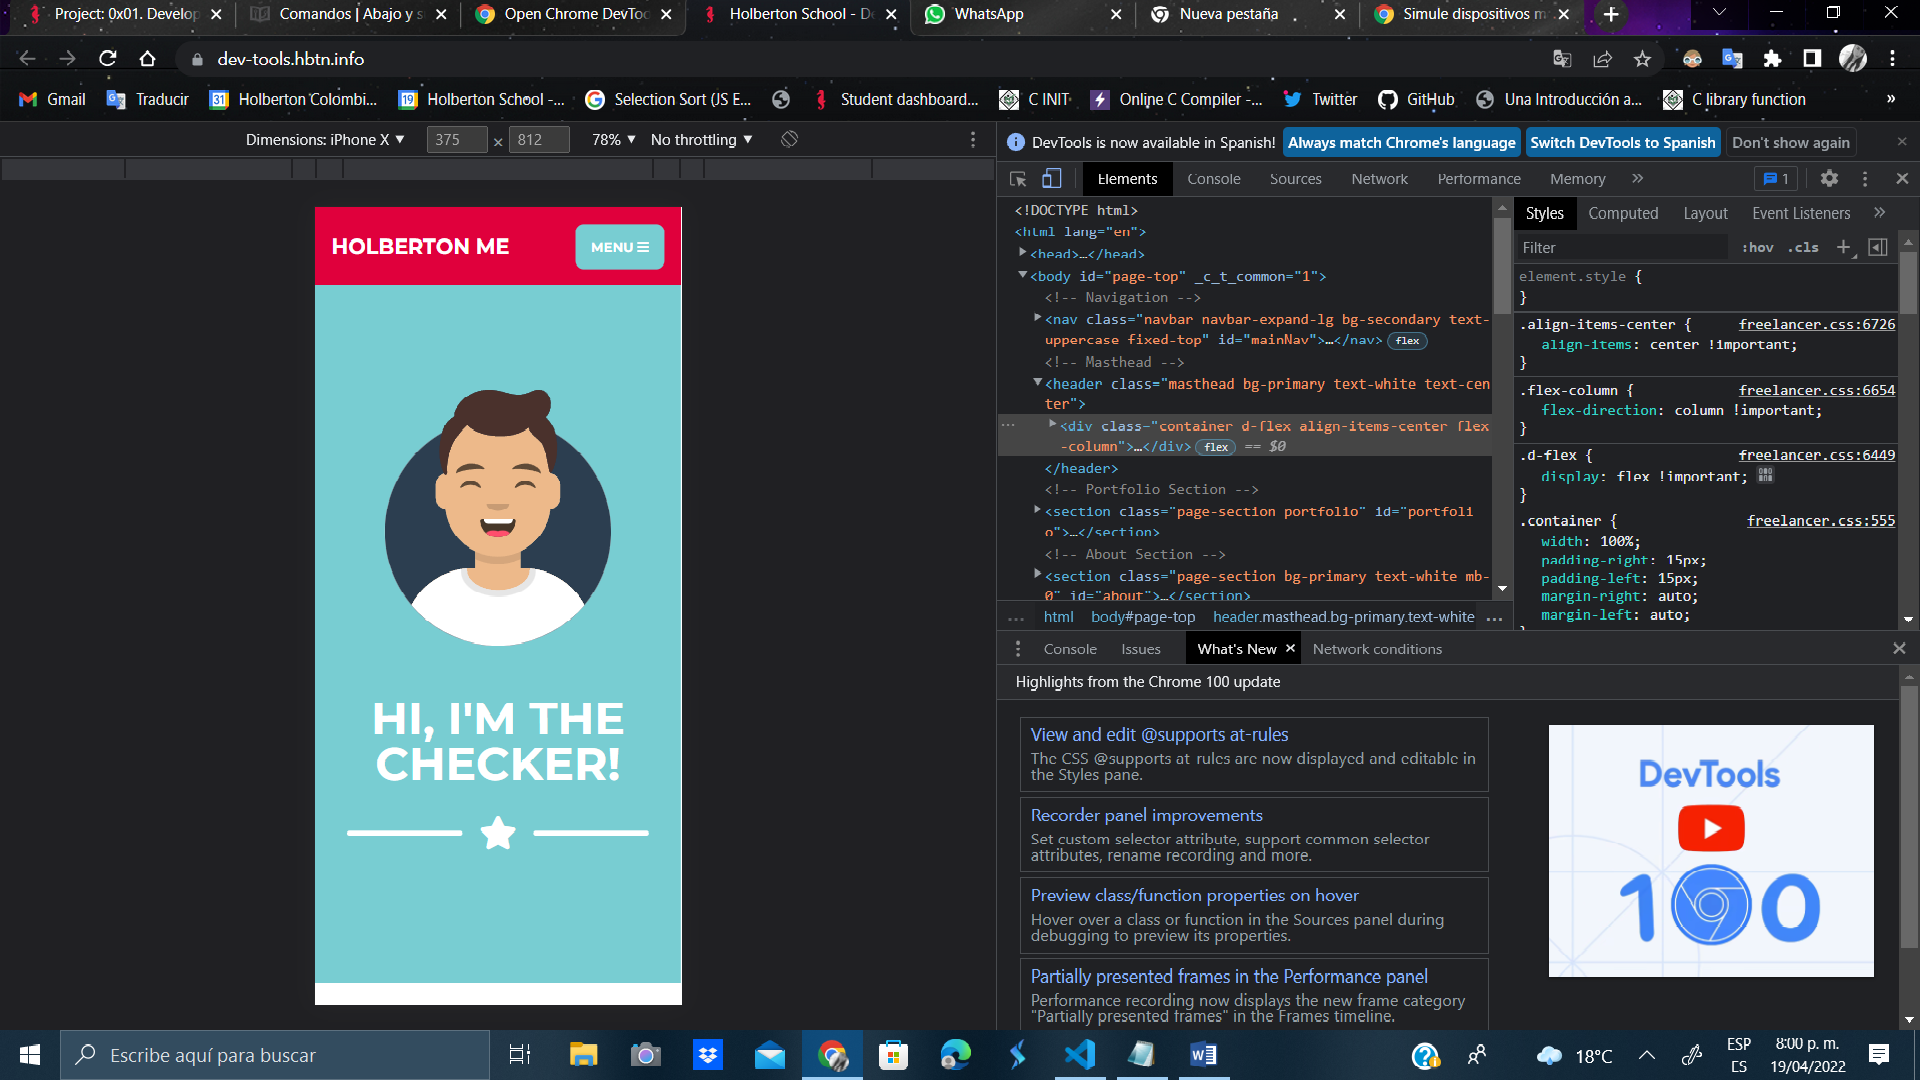 Project: 0x01. Develop
Comandos | Abajo y s
Open Chrome DevToo
Holberton School - De
WhatsApp
Nueva pestaña
Simule dispositivos m
dev-tools.hbtn.info
Gmail
Traducir
Holberton Colombi...
Holberton School -...
Selection Sort (JS E...
Student dashboard...
C INIT
Online C Compiler -...
Twitter
GitHub
Una Introducción a...
C library function
»
Dimensions: iPhone X ▼ 375 × 812 78% ▼ No throttling ▼
DevTools is now available in Spanish! Always match Chrome's language Switch DevTools to Spanish Don't show again
Elements Console Sources Network Performance Memory » 1
HOLBERTON ME
MENU
HI, I'M THE
CHECKER!
<!DOCTYPE html>
<html lang="en">
<head>…</head>
<body id="page-top" _c_t_common="1">
<!-- Navigation -->
<nav class="navbar navbar-expand-lg bg-secondary text-
uppercase fixed-top" id="mainNav">…</nav> flex
<!-- Masthead -->
<header class="masthead bg-primary text-white text-cen
ter">
<div class="container d-flex align-items-center flex
-column">…</div> flex == $0
</header>
<!-- Portfolio Section -->
<section class="page-section portfolio" id="portfoli
o">…</section>
<!-- About Section -->
<section class="page-section bg-primary text-white mb-
0" id="about">…</section>
... html body#page-top header.masthead.bg-primary.text-white ...
Styles Computed Layout Event Listeners »
Filter :hov .cls +
element.style {
}
.align-items-center { freelancer.css:6726
align-items: center !important;
}
.flex-column { freelancer.css:6654
flex-direction: column !important;
}
.d-flex { freelancer.css:6449
display: flex !important;
}
.container { freelancer.css:555
width: 100%;
padding-right: 15px;
padding-left: 15px;
margin-right: auto;
margin-left: auto;
Console Issues What's New Network conditions
Highlights from the Chrome 100 update
View and edit @supports at-rules
The CSS @supports at-rules are now displayed and editable in
the Styles pane.
Recorder panel improvements
Set custom selector attribute, support common selector
attributes, rename recording and more.
Preview class/function properties on hover
Hover over a class or function in the Sources panel during
debugging to preview its properties.
Partially presented frames in the Performance panel
Performance recording now displays the new frame category
"Partially presented frames" in the Frames timeline.
DevTools
100
Escribe aquí para buscar
18°C
ESP
ES
8:00 p. m.
19/04/2022